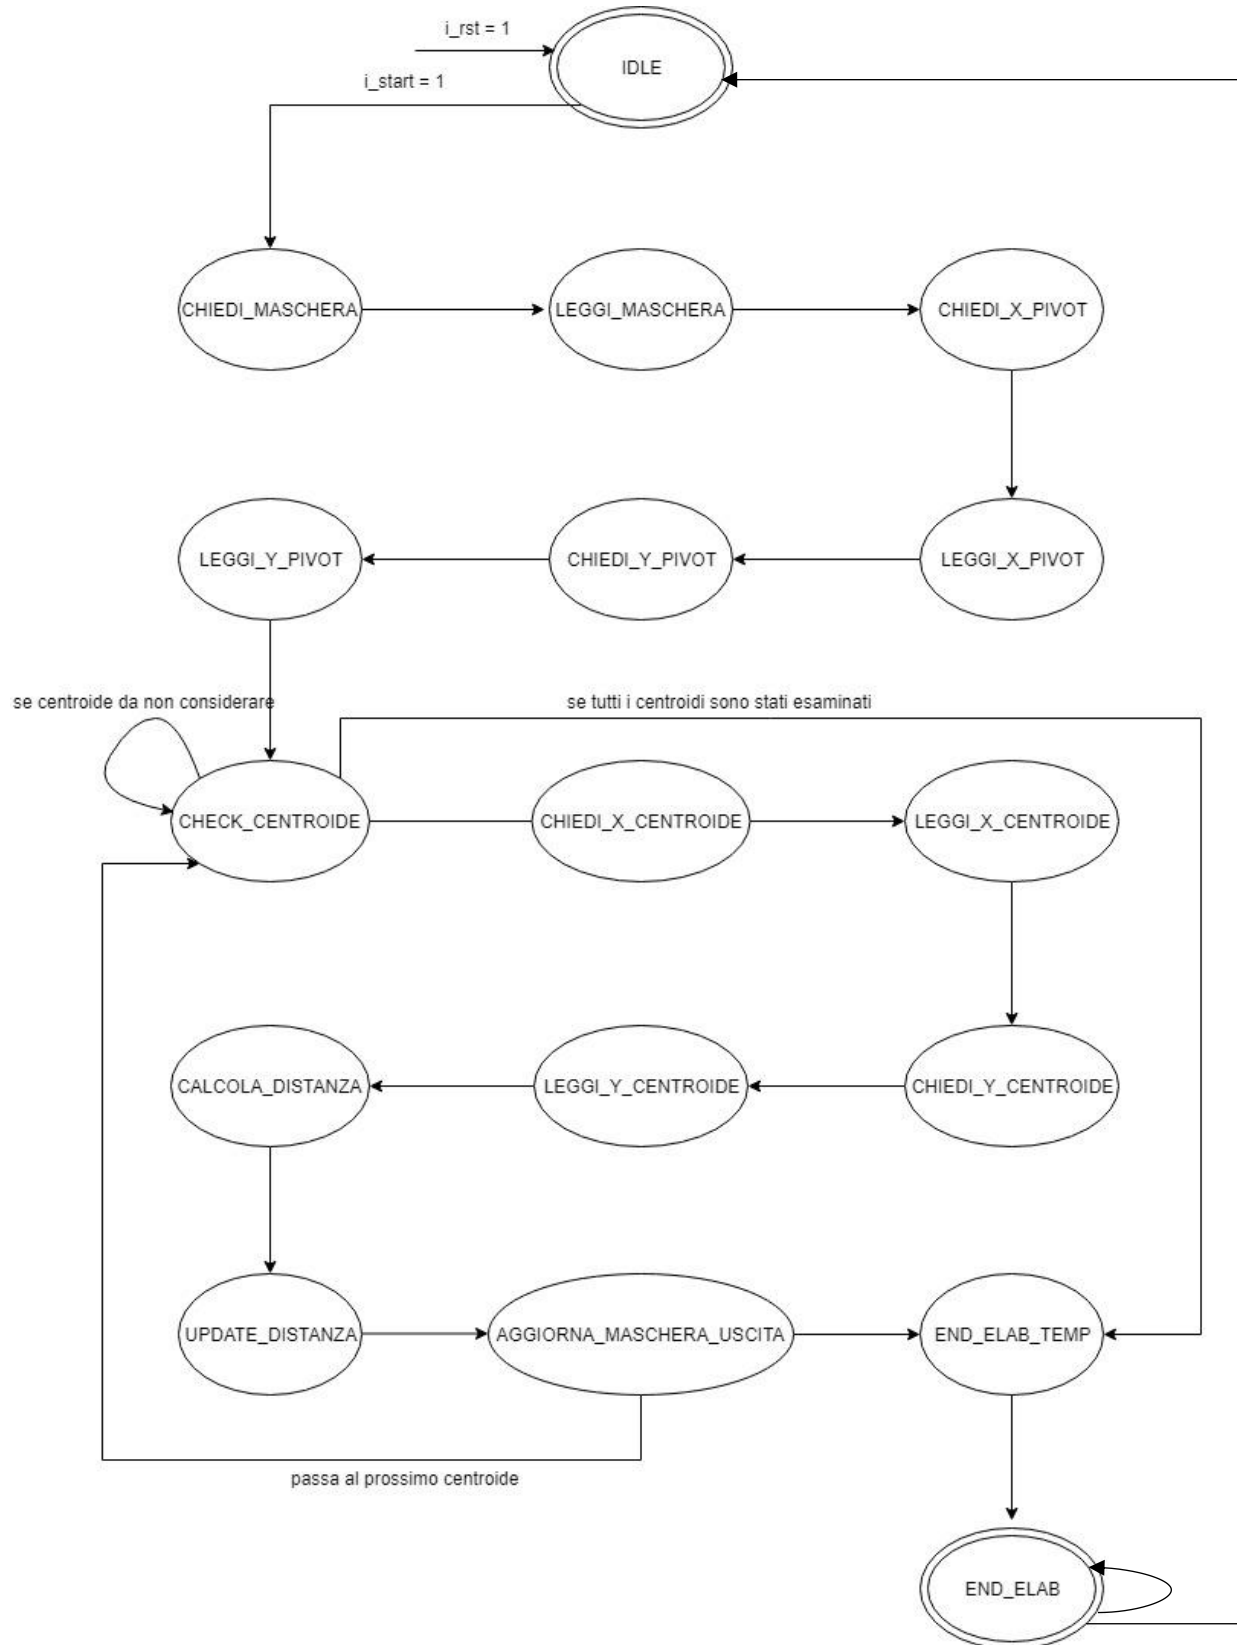 i_rst = 1
IDLE
i_start = 1
CHIEDI_MASCHERA
LEGGI_MASCHERA
CHIEDI_X_PIVOT
LEGGI_Y_PIVOT
CHIEDI_Y_PIVOT
LEGGI_X_PIVOT
se centroide da non considerare
se tutti i centroidi sono stati esaminati
CHECK_CENTROIDE
CHIEDI_X_CENTROIDE
LEGGI_X_CENTROIDE
CALCOLA_DISTANZA
LEGGI_Y_CENTROIDE
CHIEDI_Y_CENTROIDE
UPDATE_DISTANZA
AGGIORNA_MASCHERA_USCITA
END_ELAB_TEMP
passa al prossimo centroide
END_ELAB